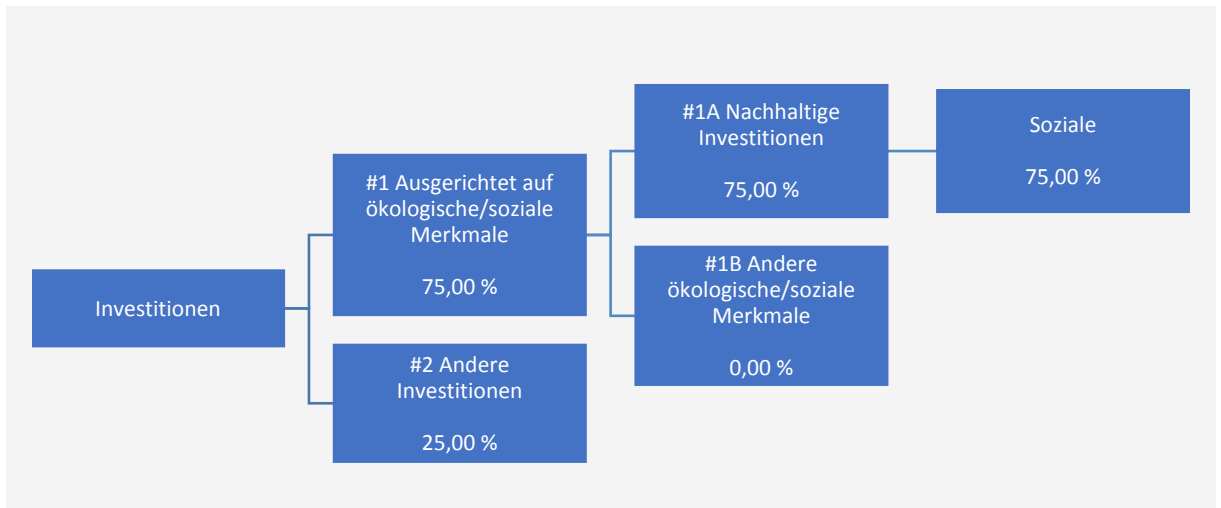 Investitionen
#1 Ausgerichtet auf
ökologische/soziale
Merkmale
75,00 %
#2 Andere
Investitionen
25,00 %
#1A Nachhaltige
Investitionen
75,00 %
#1B Andere
ökologische/soziale
Merkmale
0,00 %
Soziale
75,00 %